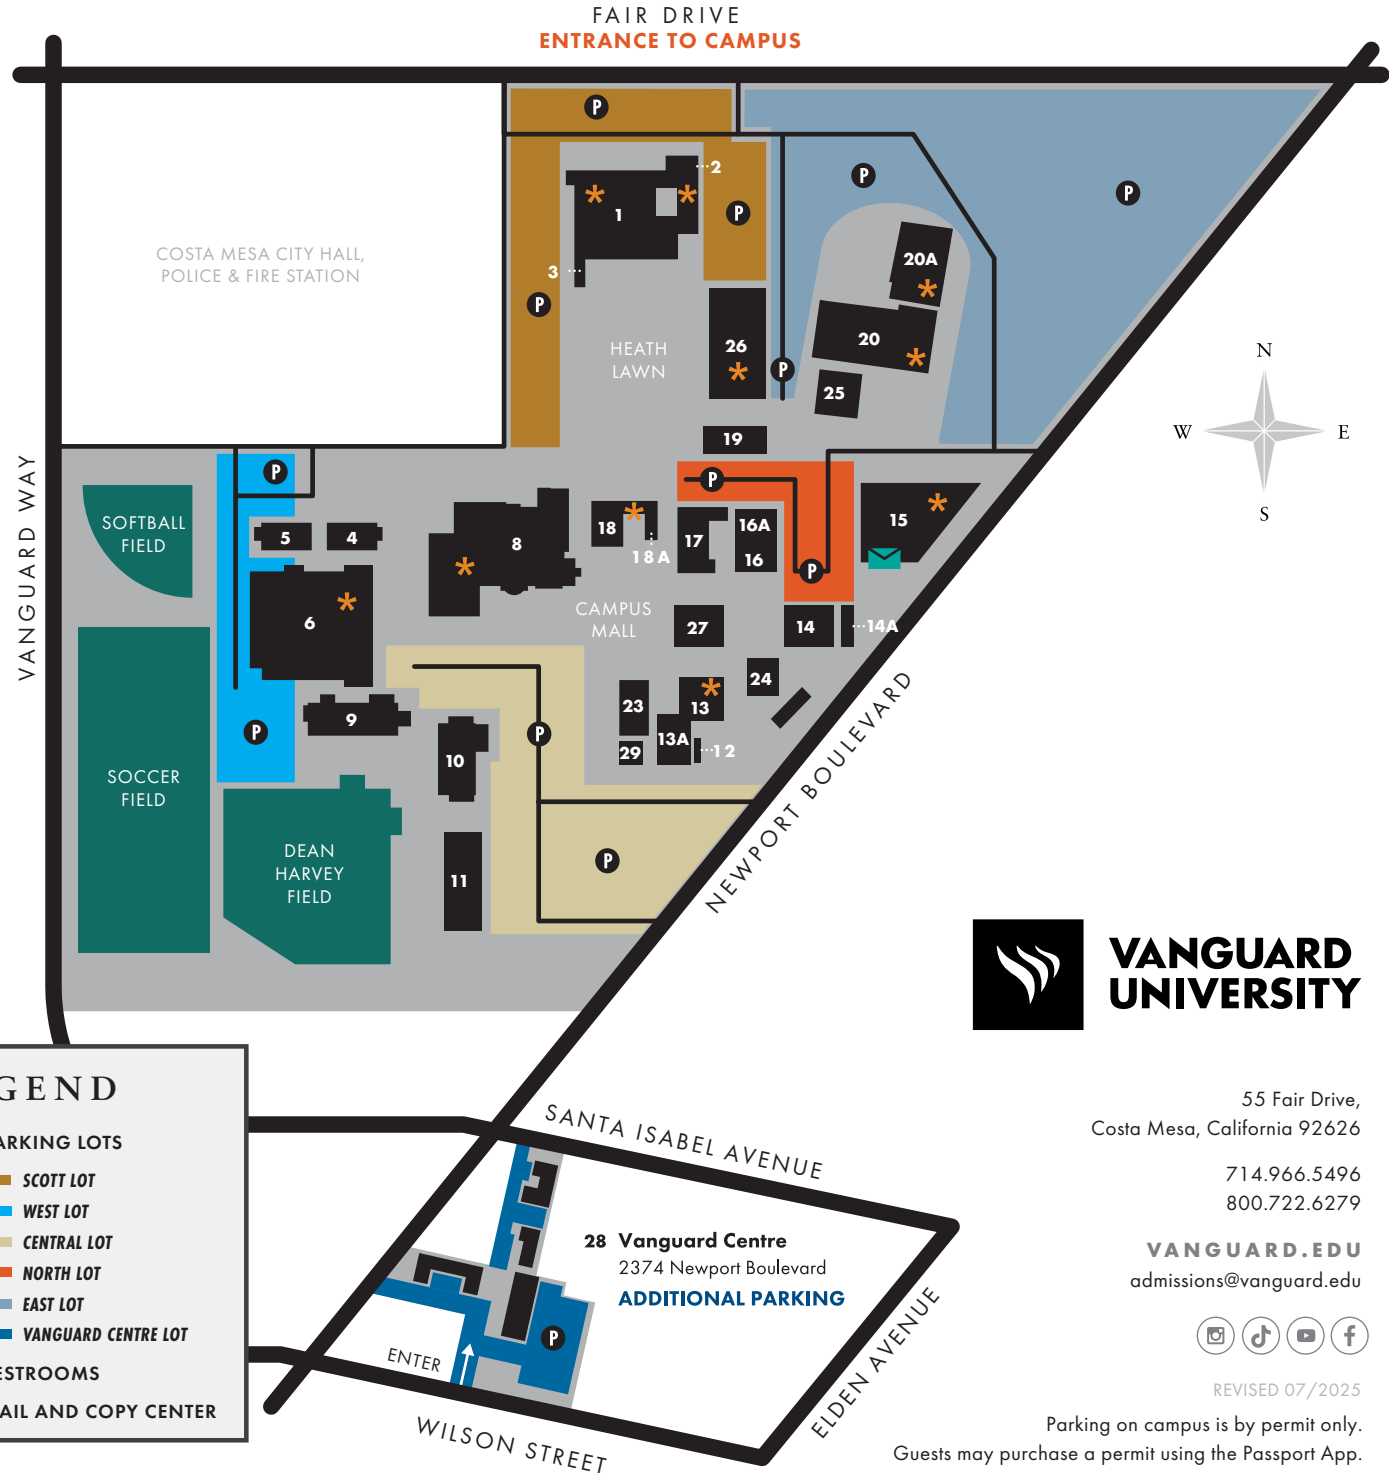 FAIR DRIVE
ENTRANCE TO CAMPUS
P
2
P
P
1
P
COSTA MESA CITY HALL,
POLICE & FIRE STATION
20A
3
P
20
HEATH
LAWN
26
P
25
N
W
E
S
19
VANGUARD WAY
P
P
SOFTBALL
FIELD
5
4
8
18
18A
17
16A
16
15
P
6
CAMPUS
MALL
27
14
14A
24
23
13
9
P
P
13A
12
29
10
SOCCER
FIELD
NEWPORT BOULEVARD
DEAN
HARVEY
FIELD
P
11
VANGUARD
UNIVERSITY
GEND
ARKING LOTS
SCOTT LOT
WEST LOT
CENTRAL LOT
NORTH LOT
EAST LOT
VANGUARD CENTRE LOT
ESTROOMS
AIL AND COPY CENTER
SANTA ISABEL AVENUE
28 Vanguard Centre
2374 Newport Boulevard
ADDITIONAL PARKING
P
ENTER
WILSON STREET
ELDEN AVENUE
55 Fair Drive,
Costa Mesa, California 92626
714.966.5496
800.722.6279
VANGUARD.EDU
admissions@vanguard.edu
REVISED 07/2025
Parking on campus is by permit only.
Guests may purchase a permit using the Passport App.